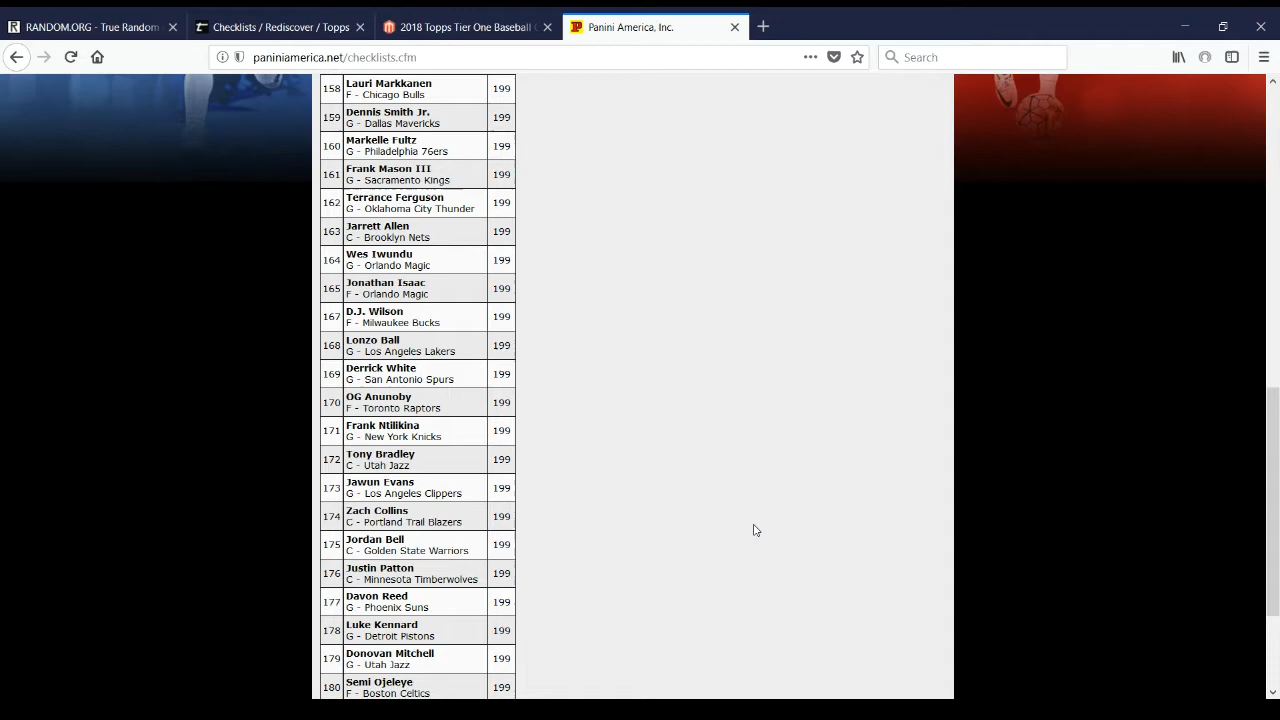 RANDOM.ORG - True Random
Checklists / Rediscover / Topps
2018 Topps Tier One Baseball
Panini America, Inc.
paniniamerica.net/checklists.cfm
Search
158 Lauri Markkanen 199
F - Chicago Bulls
159 Dennis Smith Jr. 199
G - Dallas Mavericks
160 Markelle Fultz 199
G - Philadelphia 76ers
161 Frank Mason III 199
G - Sacramento Kings
162 Terrance Ferguson 199
G - Oklahoma City Thunder
163 Jarrett Allen 199
C - Brooklyn Nets
164 Wes Iwundu 199
G - Orlando Magic
165 Jonathan Isaac 199
F - Orlando Magic
167 D.J. Wilson 199
F - Milwaukee Bucks
168 Lonzo Ball 199
G - Los Angeles Lakers
169 Derrick White 199
G - San Antonio Spurs
170 OG Anunoby 199
F - Toronto Raptors
171 Frank Ntilikina 199
G - New York Knicks
172 Tony Bradley 199
C - Utah Jazz
173 Jawun Evans 199
G - Los Angeles Clippers
174 Zach Collins 199
C - Portland Trail Blazers
175 Jordan Bell 199
C - Golden State Warriors
176 Justin Patton 199
C - Minnesota Timberwolves
177 Davon Reed 199
G - Phoenix Suns
178 Luke Kennard 199
G - Detroit Pistons
179 Donovan Mitchell 199
G - Utah Jazz
180 Semi Ojeleye 199
F - Boston Celtics